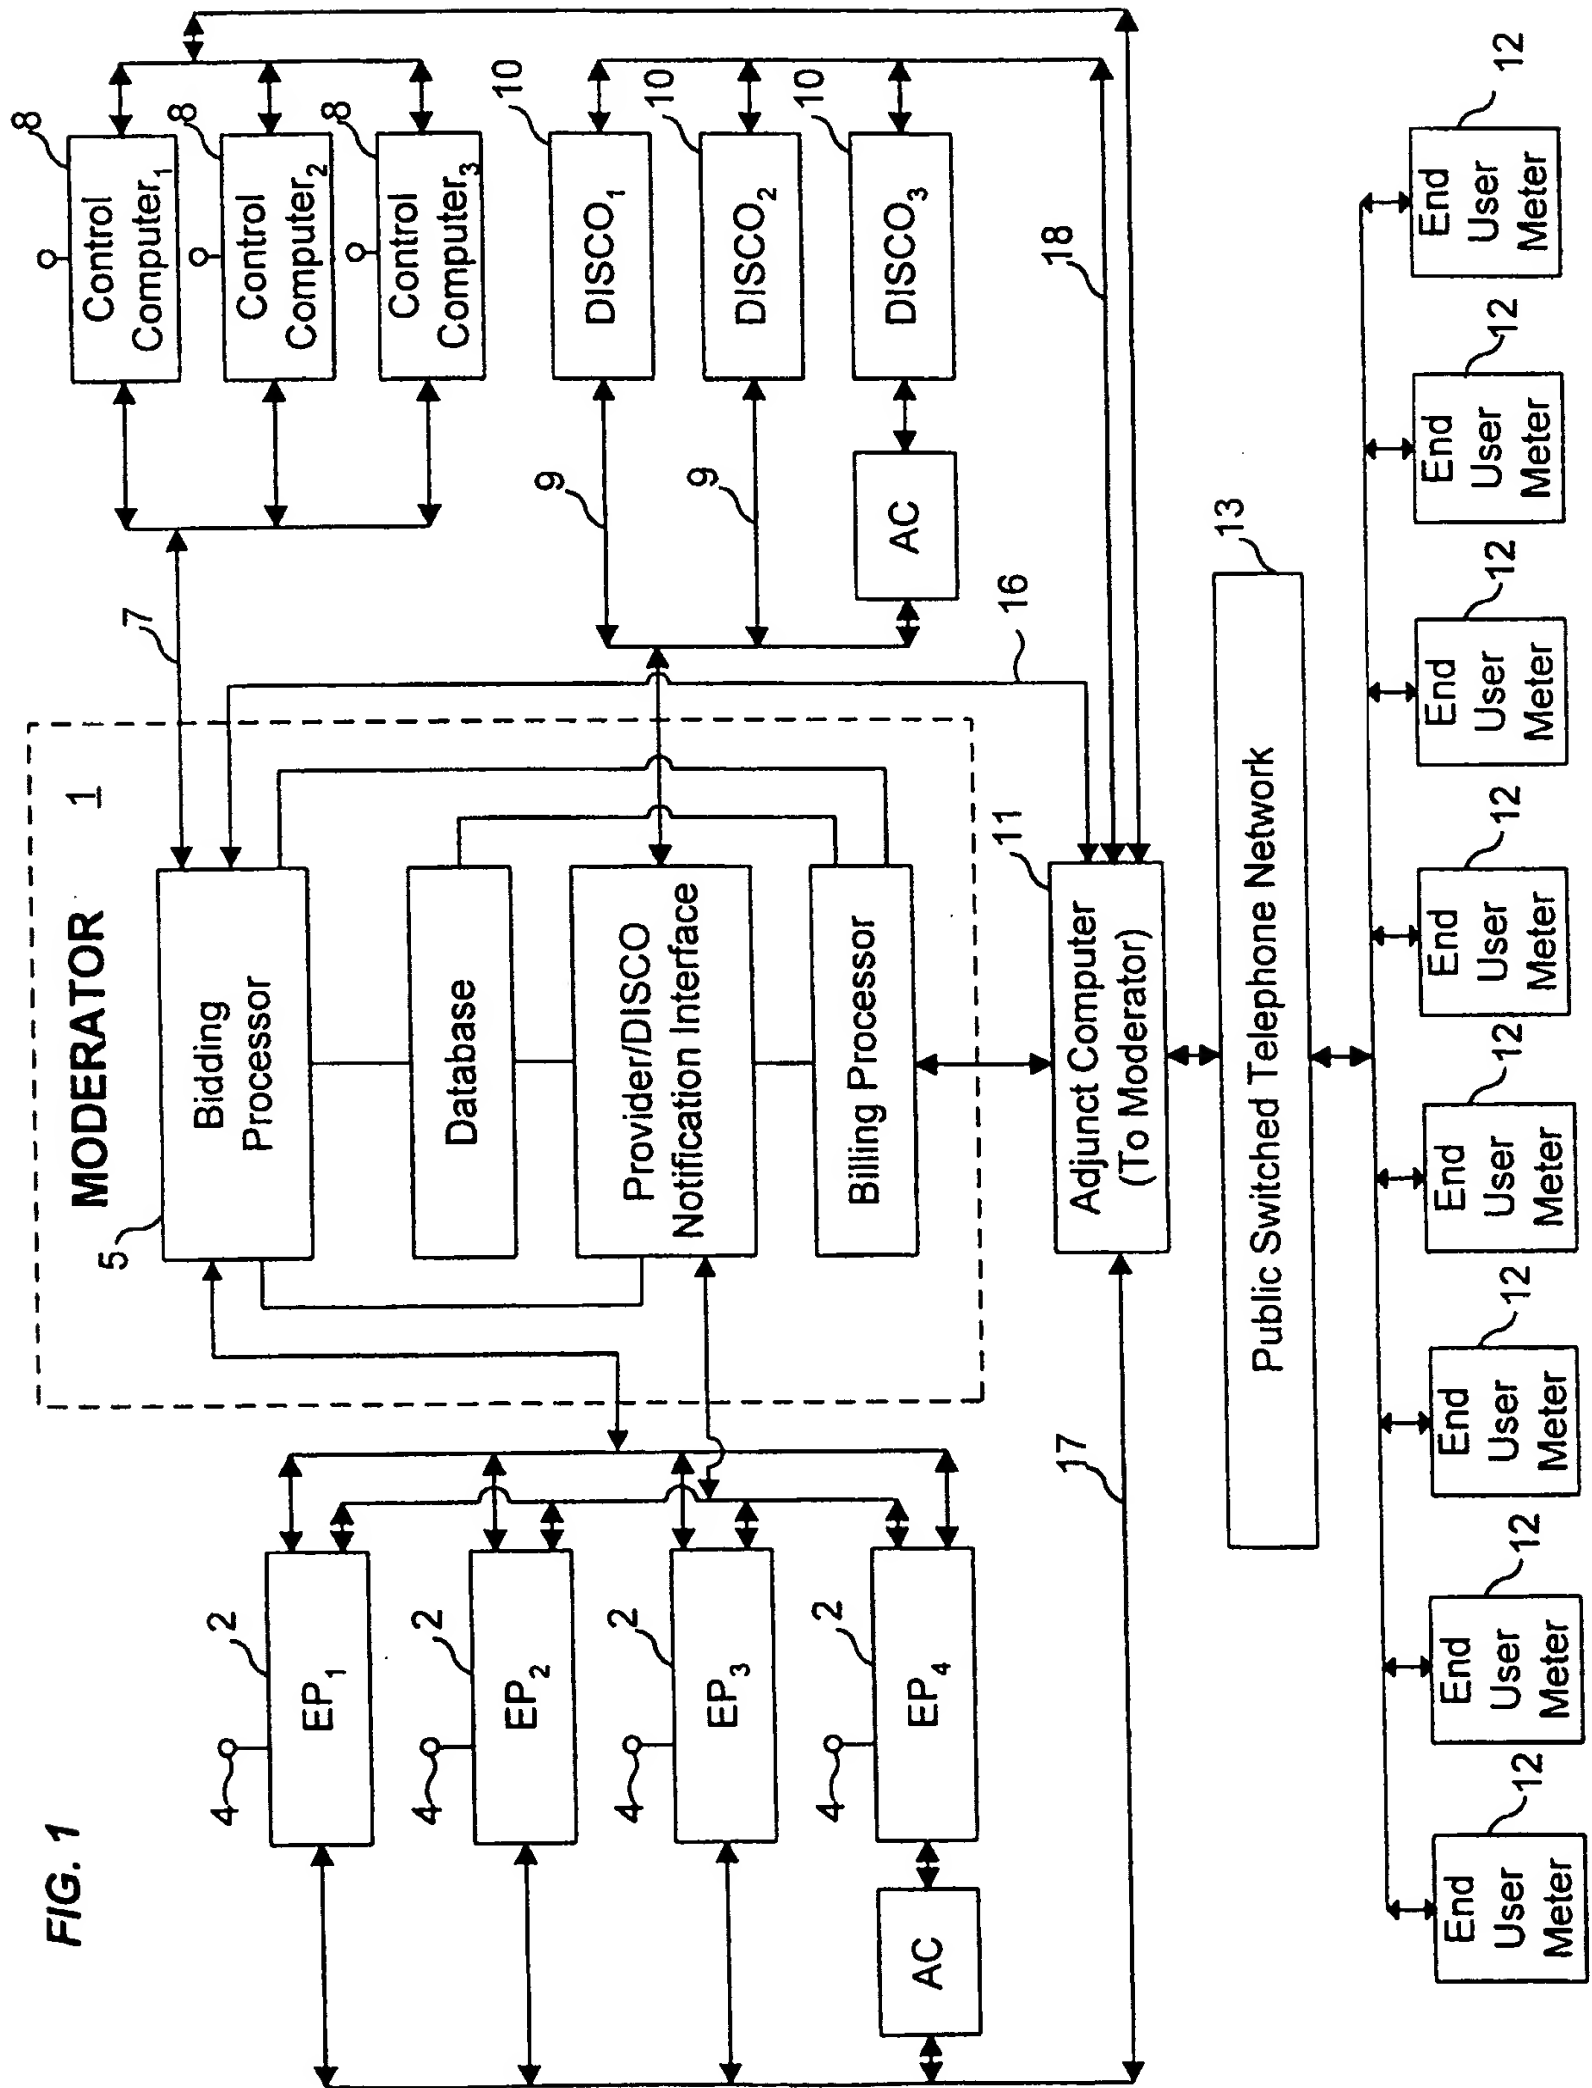 FIG. 1
MODERATOR
1
5
Bidding
Processor
Database
Provider/DISCO
Notification Interface
Billing Processor
4
2
EP1
4
2
EP2
4
2
EP3
4
2
EP4
AC
7
8
Control
Computer1
8
Control
Computer2
8
Control
Computer3
9
10
DISCO1
9
10
DISCO2
10
DISCO3
AC
16
17
18
11
Adjunct Computer
(To Moderator)
13
Public Switched Telephone Network
12
End
User
Meter
12
End
User
Meter
12
End
User
Meter
12
End
User
Meter
12
End
User
Meter
12
End
User
Meter
12
End
User
Meter
12
End
User
Meter